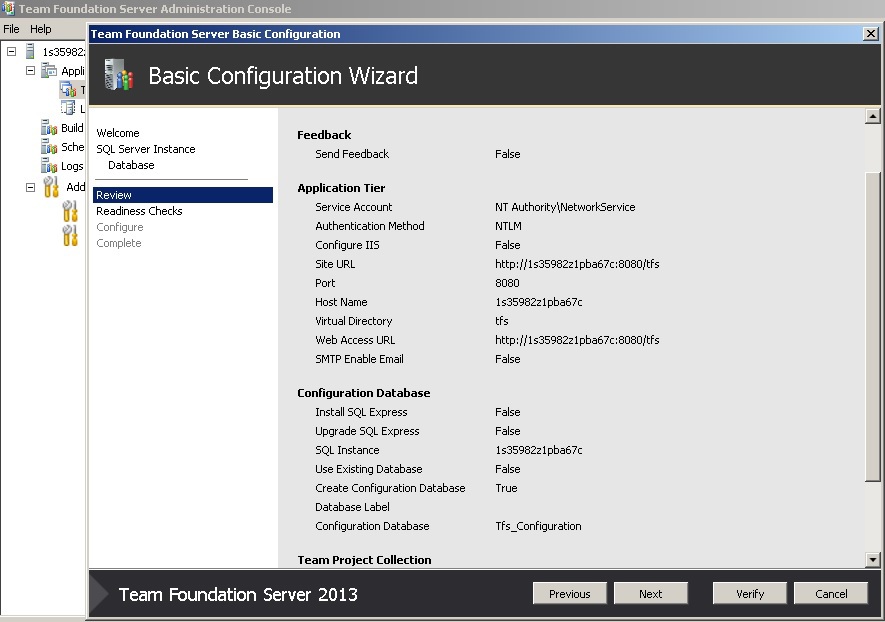 Team Foundation Server Administration Console
File Help
Team Foundation Server Basic Configuration
Basic Configuration Wizard
1s35982
Appli
T
L
Build
Sche
Logs
Add
Welcome
SQL Server Instance
Database
Review
Readiness Checks
Configure
Complete
Feedback
Send Feedback False
Application Tier
Service Account NT Authority\NetworkService
Authentication Method NTLM
Configure IIS False
Site URL http://1s35982z1pba67c:8080/tfs
Port 8080
Host Name 1s35982z1pba67c
Virtual Directory tfs
Web Access URL http://1s35982z1pba67c:8080/tfs
SMTP Enable Email False
Configuration Database
Install SQL Express False
Upgrade SQL Express False
SQL Instance 1s35982z1pba67c
Use Existing Database False
Create Configuration Database True
Database Label
Configuration Database Tfs_Configuration
Team Project Collection
Team Foundation Server 2013
Previous Next Verify Cancel